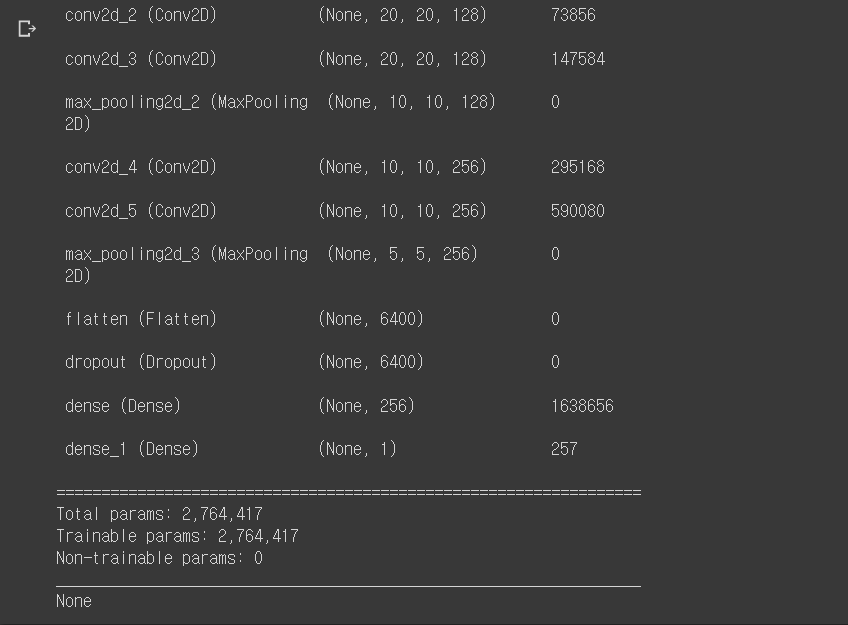 conv2d_2 (Conv2D) (None, 20, 20, 128) 73856
conv2d_3 (Conv2D) (None, 20, 20, 128) 147584
max_pooling2d_2 (MaxPooling (None, 10, 10, 128) 0
2D)
conv2d_4 (Conv2D) (None, 10, 10, 256) 295168
conv2d_5 (Conv2D) (None, 10, 10, 256) 590080
max_pooling2d_3 (MaxPooling (None, 5, 5, 256) 0
2D)
flatten (Flatten) (None, 6400) 0
dropout (Dropout) (None, 6400) 0
dense (Dense) (None, 256) 1638656
dense_1 (Dense) (None, 1) 257
=================================================================
Total params: 2,764,417
Trainable params: 2,764,417
Non-trainable params: 0
_________________________________________________________________
None